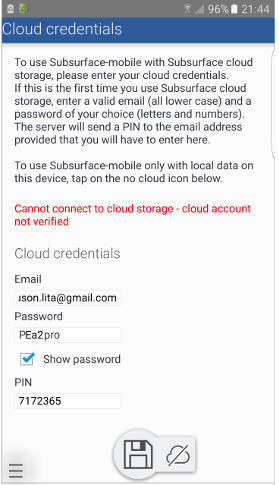 96% 21:44
Cloud credentials
To use Subsurface-mobile with Subsurface cloud
storage, please enter your cloud credentials.
If this is the first time you use Subsurface cloud
storage, enter a valid email (all lower case) and a
password of your choice (letters and numbers).
The server will send a PIN to the email address
provided that you will have to enter here.
To use Subsurface-mobile only with local data on
this device, tap on the no cloud icon below.
Cannot connect to cloud storage - cloud account
not verified
Cloud credentials
Email
ison.lita@gmail.com
Password
PEa2pro
Show password
PIN
7172365